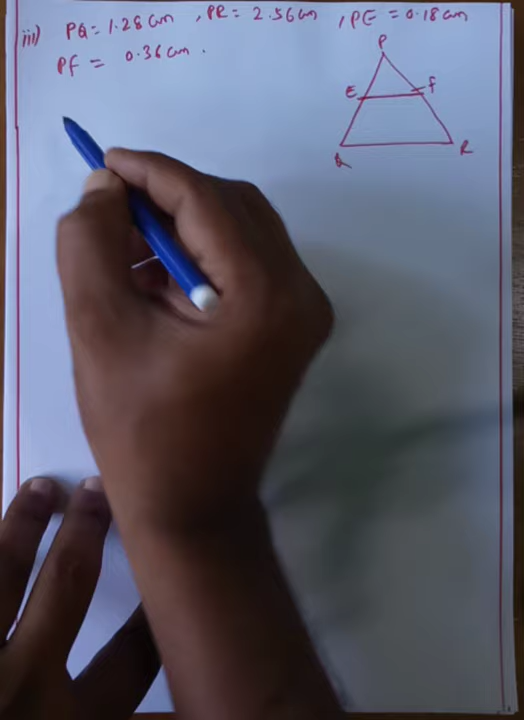 iii) PQ = 1.28 cm , PR = 2.56 cm , PE = 0.18 cm
PF = 0.36 cm .
P
E F
Q R